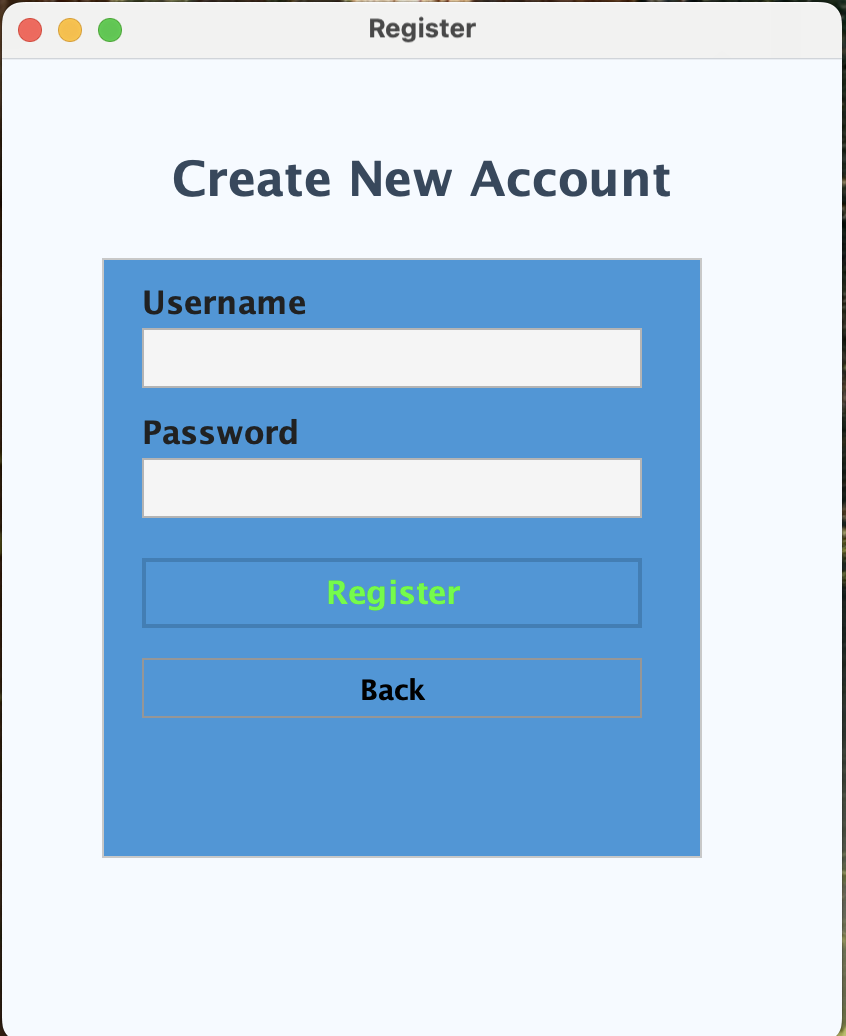 Register
Create New Account
Username
Password
Register
Back